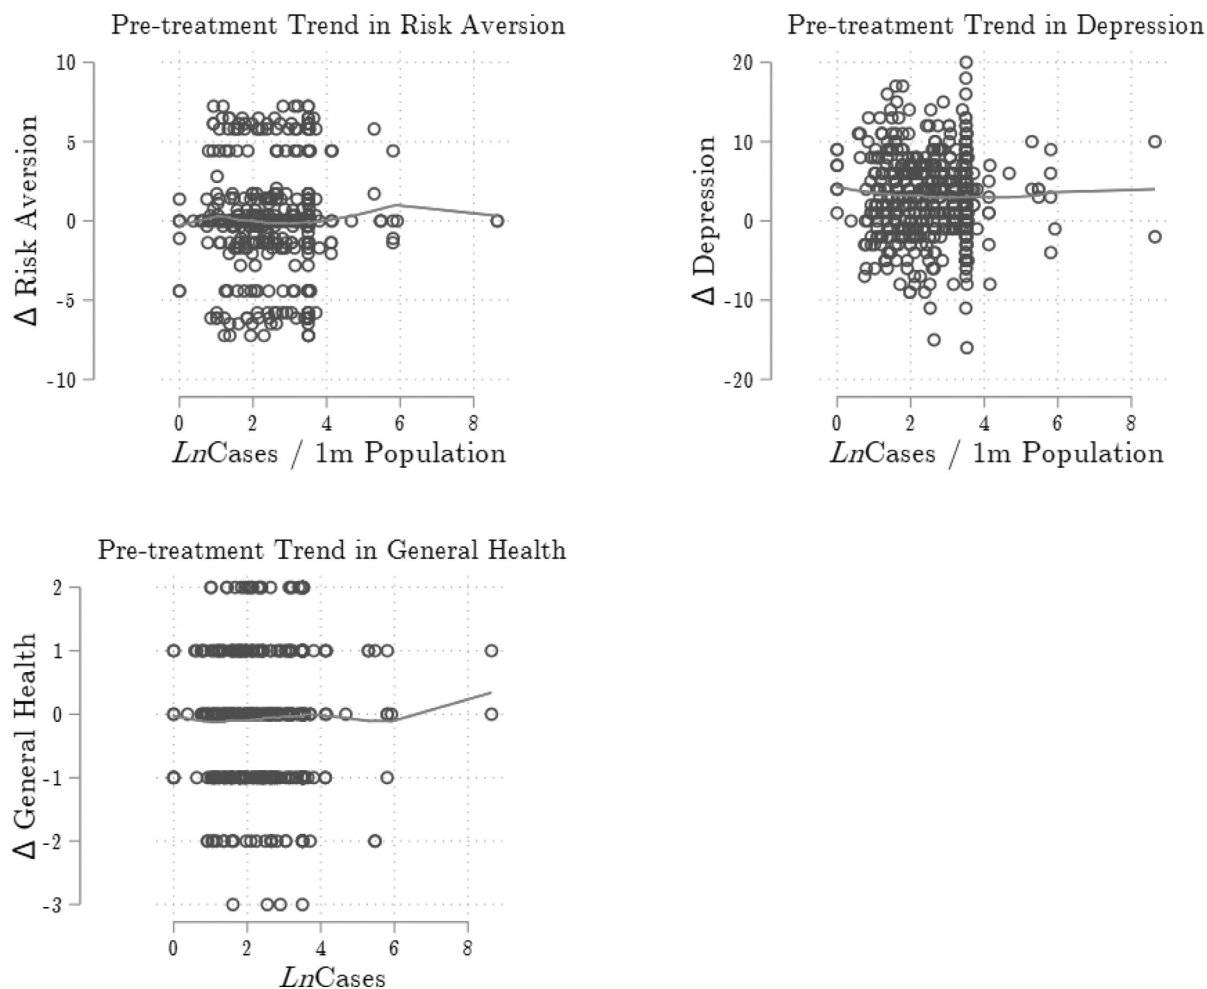 Pre-treatment Trend in Risk Aversion
10
5
0
-5
-10
Δ Risk Aversion
0 2 4 6 8
LnCases / 1m Population
Pre-treatment Trend in Depression
20
10
0
-10
-20
Δ Depression
0 2 4 6 8
LnCases / 1m Population
Pre-treatment Trend in General Health
2
1
0
-1
-2
-3
Δ General Health
0 2 4 6 8
LnCases